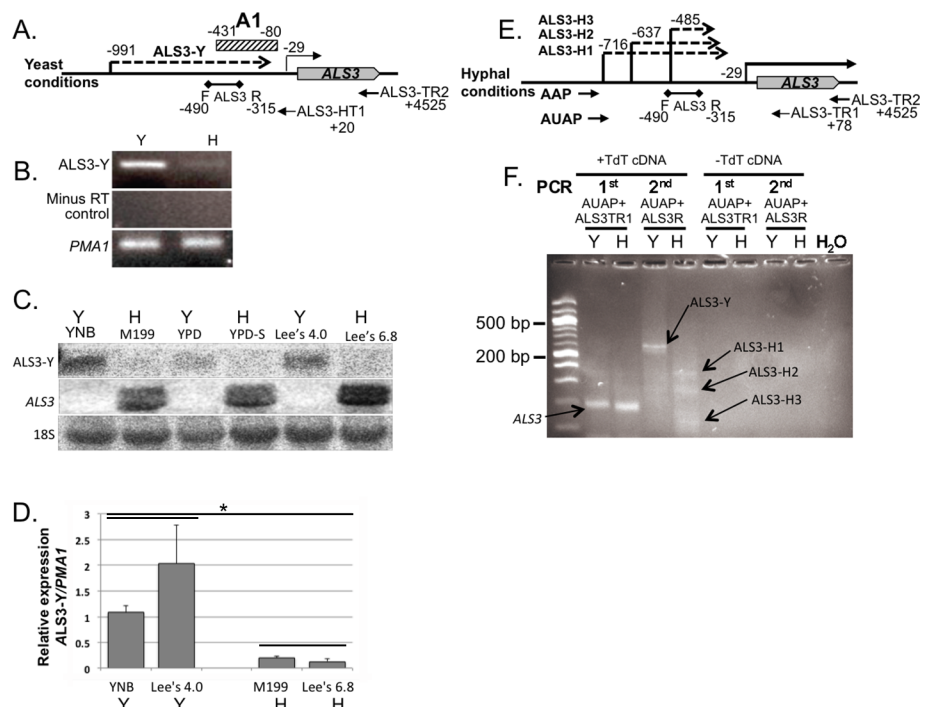 A.
A1
-431 -80
-991
ALS3-Y
-29
Yeast
conditions
ALS3
F ALS3 R
-490 -315
ALS3-HT1
+20
ALS3-TR2
+4525
B.
Y H
ALS3-Y
Minus RT
control
PMA1
C.
Y H Y H Y H
YNB M199 YPD YPD-S Lee's 4.0 Lee's 6.8
ALS3-Y
ALS3
18S
D.
Relative expression
ALS3-Y/PMA1
*
3
2.5
2
1.5
1
0.5
0
YNB Lee's 4.0 M199 Lee's 6.8
Y Y H H
E.
ALS3-H3
ALS3-H2
ALS3-H1
-485
-637
-716
-29
Hyphal
conditions
ALS3
AAP
AUAP
F ALS3 R
-490 -315
ALS3-TR1
+78
ALS3-TR2
+4525
F.
+TdT cDNA -TdT cDNA
PCR 1st 2nd 1st 2nd
AUAP+ AUAP+ AUAP+ AUAP+
ALS3TR1 ALS3R ALS3TR1 ALS3R
Y H Y H Y H Y H H2O
500 bp
200 bp
ALS3-Y
ALS3-H1
ALS3-H2
ALS3-H3
ALS3